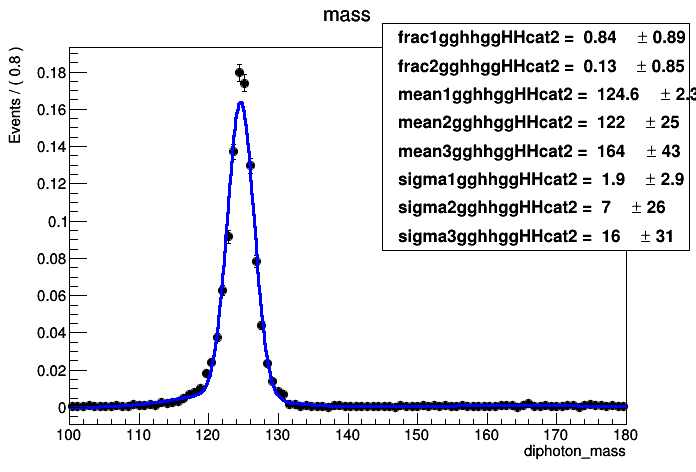 mass
frac1gghhggHHcat2 = 0.84 ± 0.89
frac2gghhggHHcat2 = 0.13 ± 0.85
mean1gghhggHHcat2 = 124.6 ± 2.3
mean2gghhggHHcat2 = 122 ± 25
mean3gghhggHHcat2 = 164 ± 43
sigma1gghhggHHcat2 = 1.9 ± 2.9
sigma2gghhggHHcat2 = 7 ± 26
sigma3gghhggHHcat2 = 16 ± 31
Events / ( 0.8 )
0.18
0.16
0.14
0.12
0.1
0.08
0.06
0.04
0.02
0
100 110 120 130 140 150 160 170 180
diphoton_mass